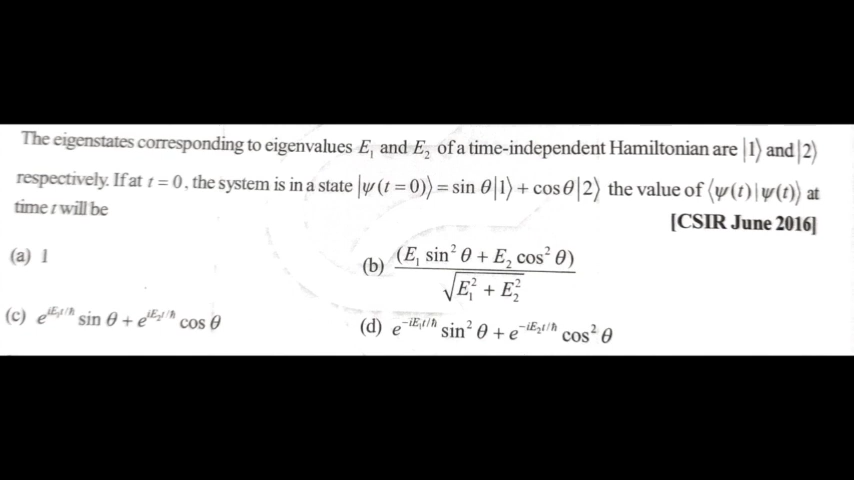 The eigenstates corresponding to eigenvalues E₁ and E₂ of a time-independent Hamiltonian are |1⟩ and |2⟩
respectively. If at t = 0, the system is in a state |ψ(t = 0)⟩ = sin θ|1⟩ + cos θ|2⟩ the value of ⟨ψ(t)|ψ(t)⟩ at
time t will be [CSIR June 2016]
(a) 1 (b) (E₁ sin² θ + E₂ cos² θ) / √(E₁² + E₂²)
(c) e^{iE₁t/ħ} sin θ + e^{iE₂t/ħ} cos θ (d) e^{-iE₁t/ħ} sin² θ + e^{-iE₂t/ħ} cos² θ